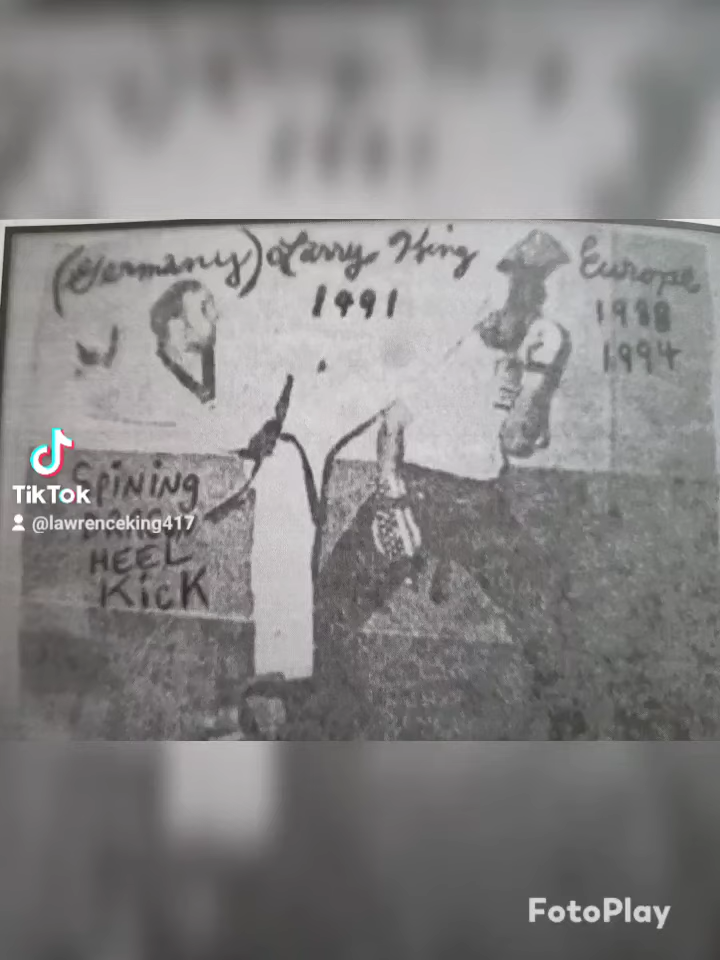 (Germany) Larry King
1991
Europe
1988
1994
TikTok
@lawrenceking417
SPINING
HEEL
KicK
FotoPlay